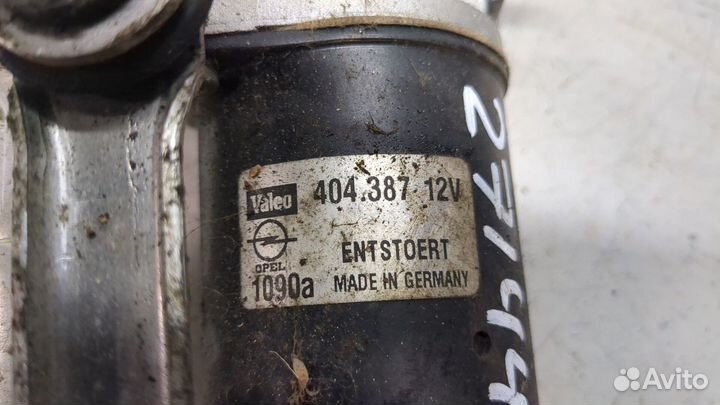 Valeo 404.387 12V
ENTSTOERT
OPEL
1090a MADE IN GERMANY
Avito